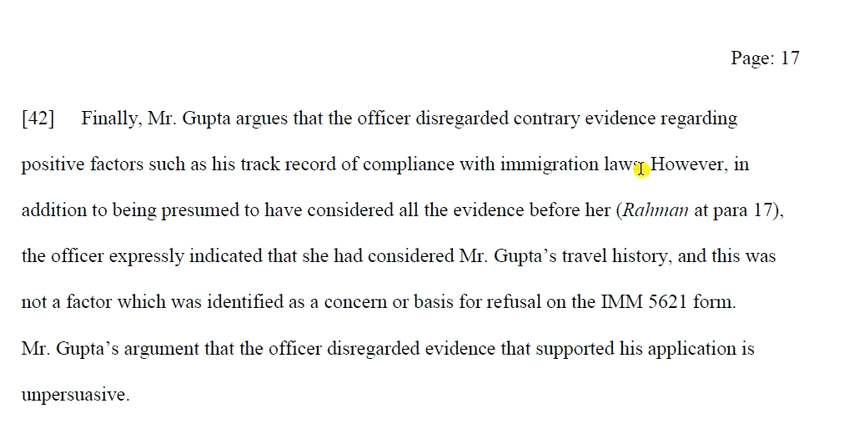 Page: 17
[42] Finally, Mr. Gupta argues that the officer disregarded contrary evidence regarding
positive factors such as his track record of compliance with immigration laws. However, in
addition to being presumed to have considered all the evidence before her (Rahman at para 17),
the officer expressly indicated that she had considered Mr. Gupta’s travel history, and this was
not a factor which was identified as a concern or basis for refusal on the IMM 5621 form.
Mr. Gupta’s argument that the officer disregarded evidence that supported his application is
unpersuasive.